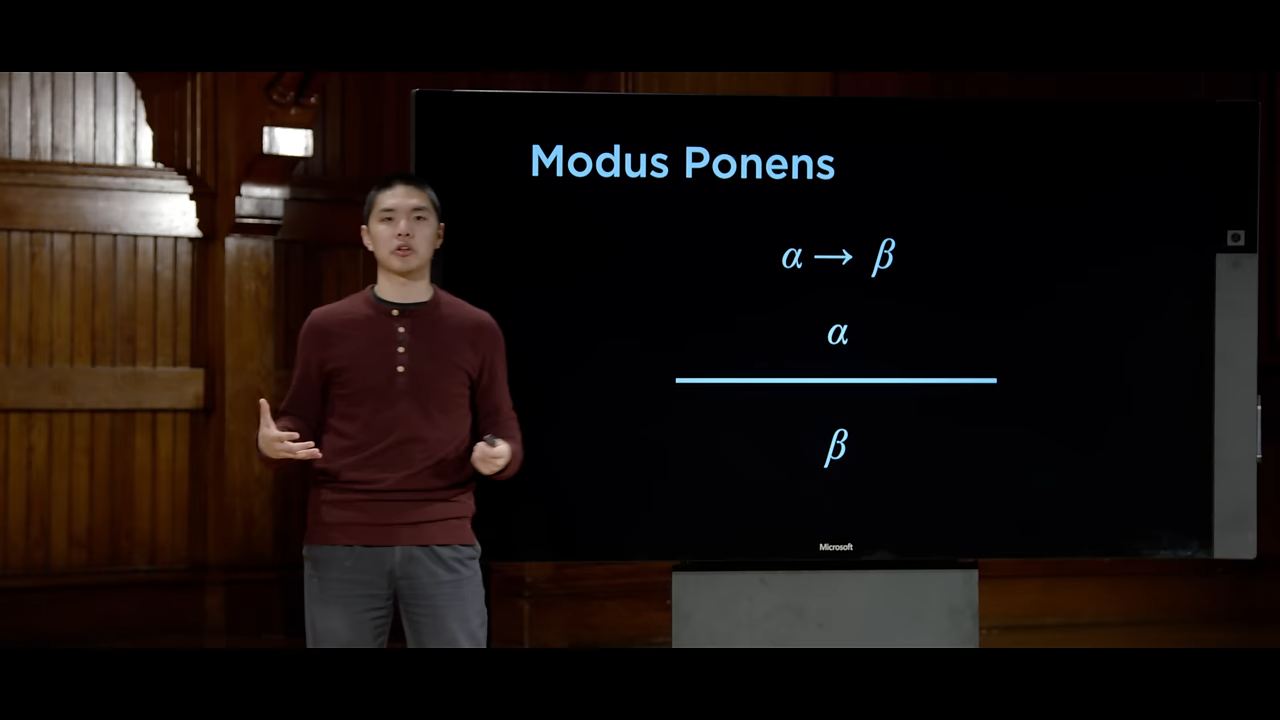 Modus Ponens
α → β
α
β
Microsoft